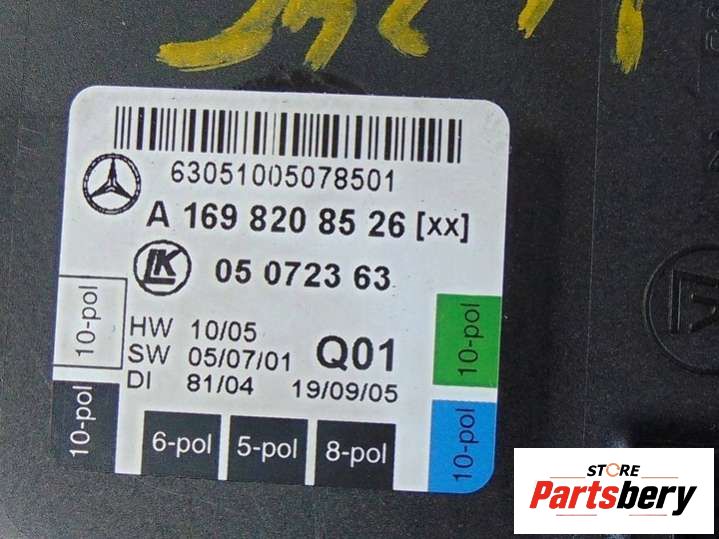 63051005078501
A 169 820 85 26 [xx]
LK 05 0723 63
HW 10/05 Q01
SW 05/07/01
DI 81/04 19/09/05
10-pol
10-pol
6-pol 5-pol 8-pol
10-pol
10-pol
STORE
Partsbery